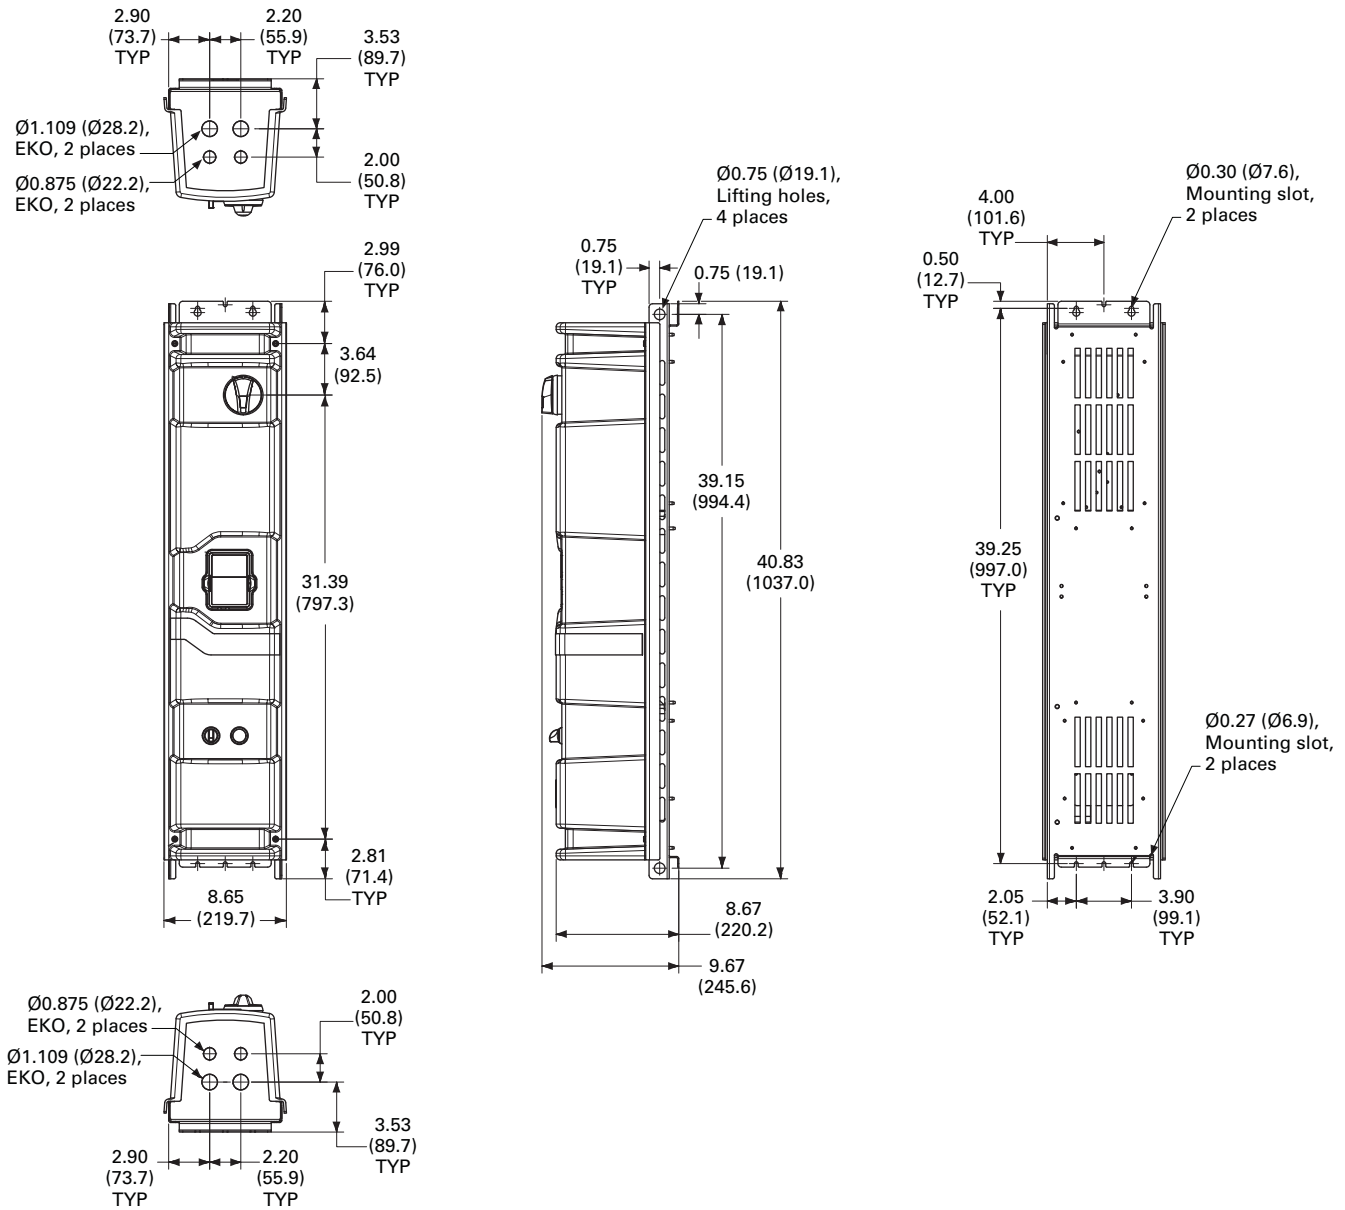 2.90
(73.7)
TYP
2.20
(55.9)
TYP
3.53
(89.7)
TYP
Ø1.109 (Ø28.2),
EKO, 2 places
Ø0.875 (Ø22.2),
EKO, 2 places
2.00
(50.8)
TYP
2.99
(76.0)
TYP
3.64
(92.5)
31.39
(797.3)
2.81
(71.4)
TYP
8.65
(219.7)
Ø0.75 (Ø19.1),
Lifting holes,
4 places
0.75
(19.1)
TYP
0.75 (19.1)
39.15
(994.4)
40.83
(1037.0)
8.67
(220.2)
9.67
(245.6)
Ø0.30 (Ø7.6),
Mounting slot,
2 places
4.00
(101.6)
TYP
0.50
(12.7)
TYP
39.25
(997.0)
TYP
Ø0.27 (Ø6.9),
Mounting slot,
2 places
2.05
(52.1)
TYP
3.90
(99.1)
TYP
Ø0.875 (Ø22.2),
EKO, 2 places
Ø1.109 (Ø28.2),
EKO, 2 places
2.00
(50.8)
TYP
3.53
(89.7)
TYP
2.90
(73.7)
TYP
2.20
(55.9)
TYP